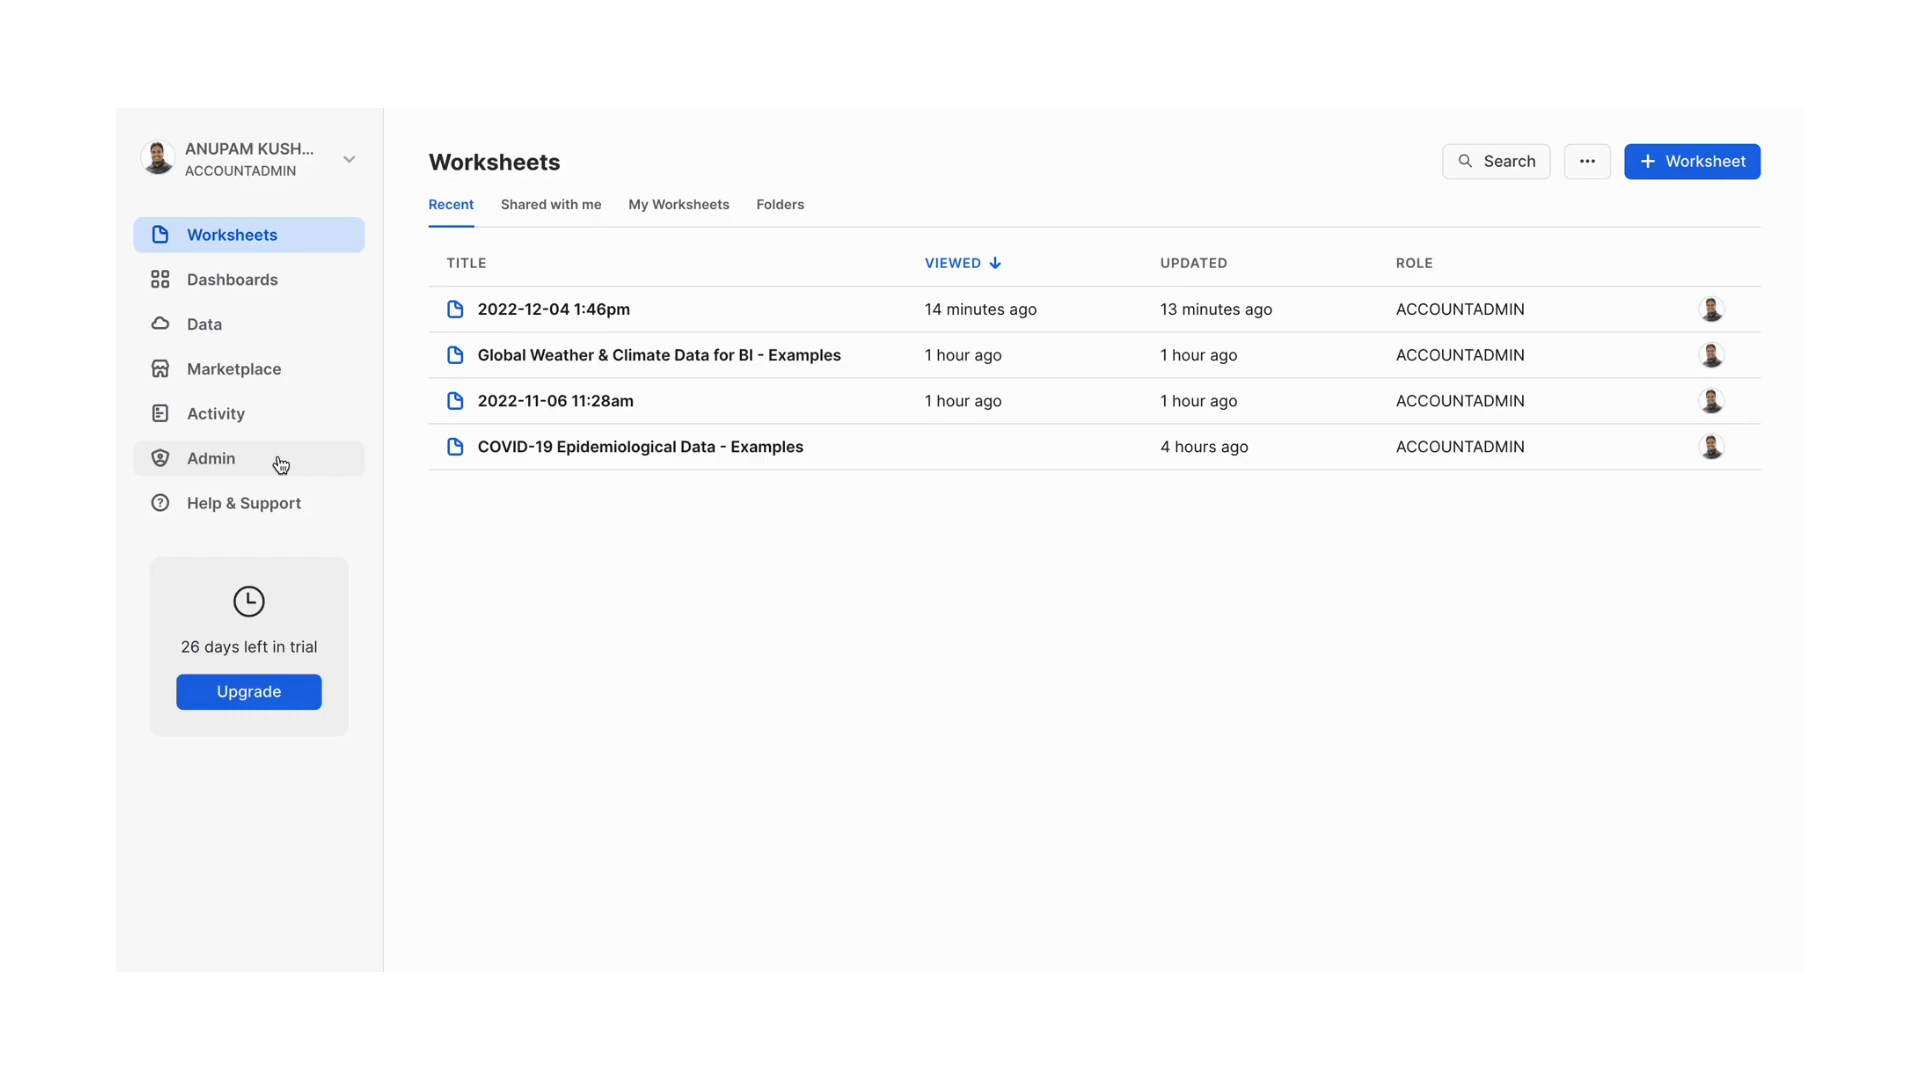 ANUPAM KUSH...
ACCOUNTADMIN
Worksheets
Dashboards
Data
Marketplace
Activity
Admin
Help & Support
26 days left in trial
Upgrade
Worksheets
Search
Worksheet
Recent Shared with me My Worksheets Folders
TITLE VIEWED UPDATED ROLE
2022-12-04 1:46pm 14 minutes ago 13 minutes ago ACCOUNTADMIN
Global Weather & Climate Data for BI - Examples 1 hour ago 1 hour ago ACCOUNTADMIN
2022-11-06 11:28am 1 hour ago 1 hour ago ACCOUNTADMIN
COVID-19 Epidemiological Data - Examples 4 hours ago ACCOUNTADMIN